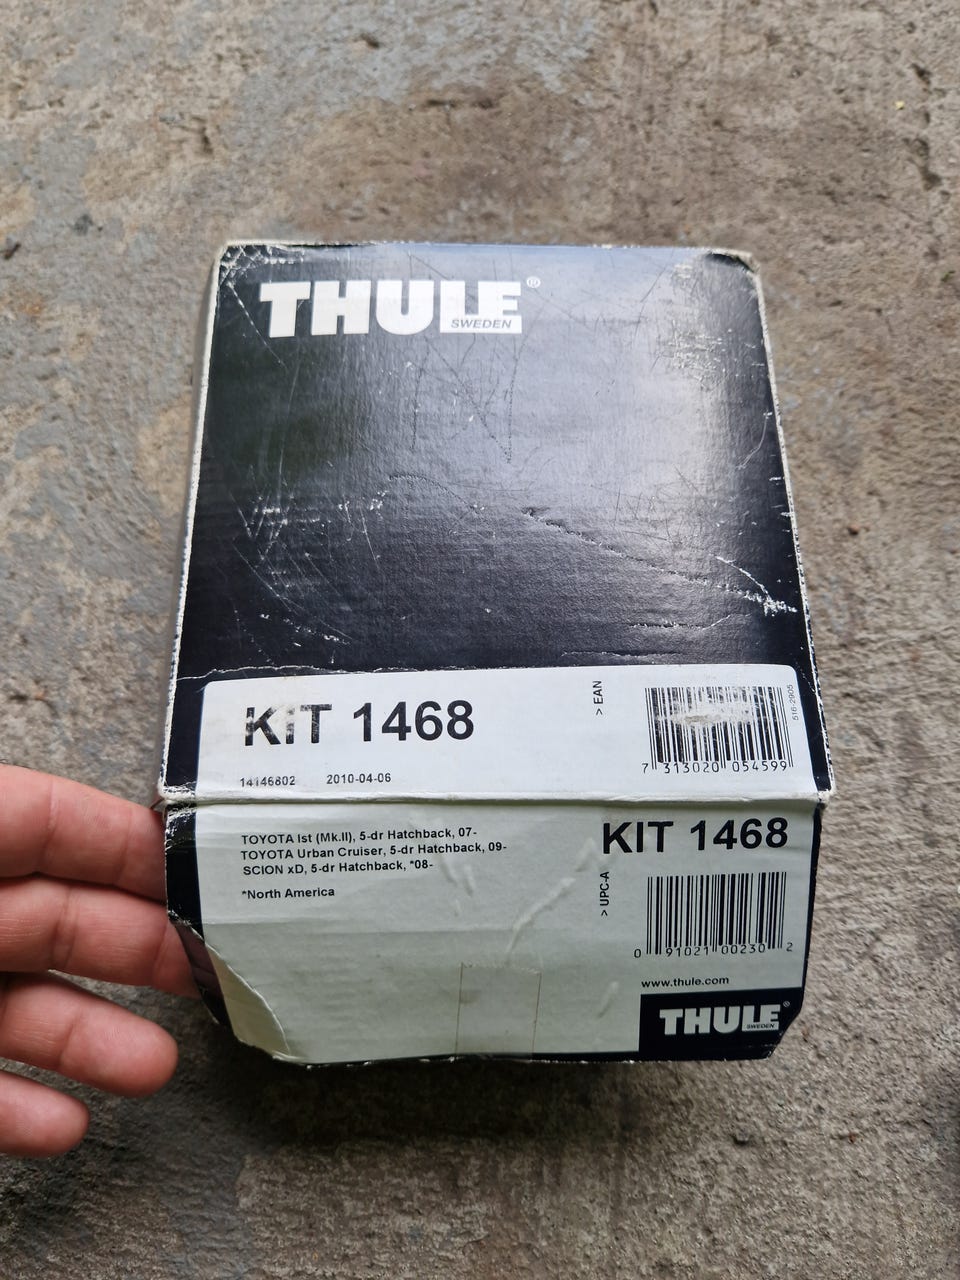 THULE®
SWEDEN
KIT 1468
> EAN
7 313020 054599
516-2905
14146802 2010-04-06
TOYOTA Ist (Mk.II), 5-dr Hatchback, 07-
TOYOTA Urban Cruiser, 5-dr Hatchback, 09-
SCION xD, 5-dr Hatchback, *08-
*North America
KIT 1468
> UPC-A
0 91021 00230 2
www.thule.com
THULE®
SWEDEN